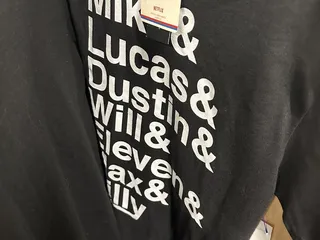 Mik &
NETFLIX
Lucas &
Dustin &
Will &
Eleven &
ax &
illy